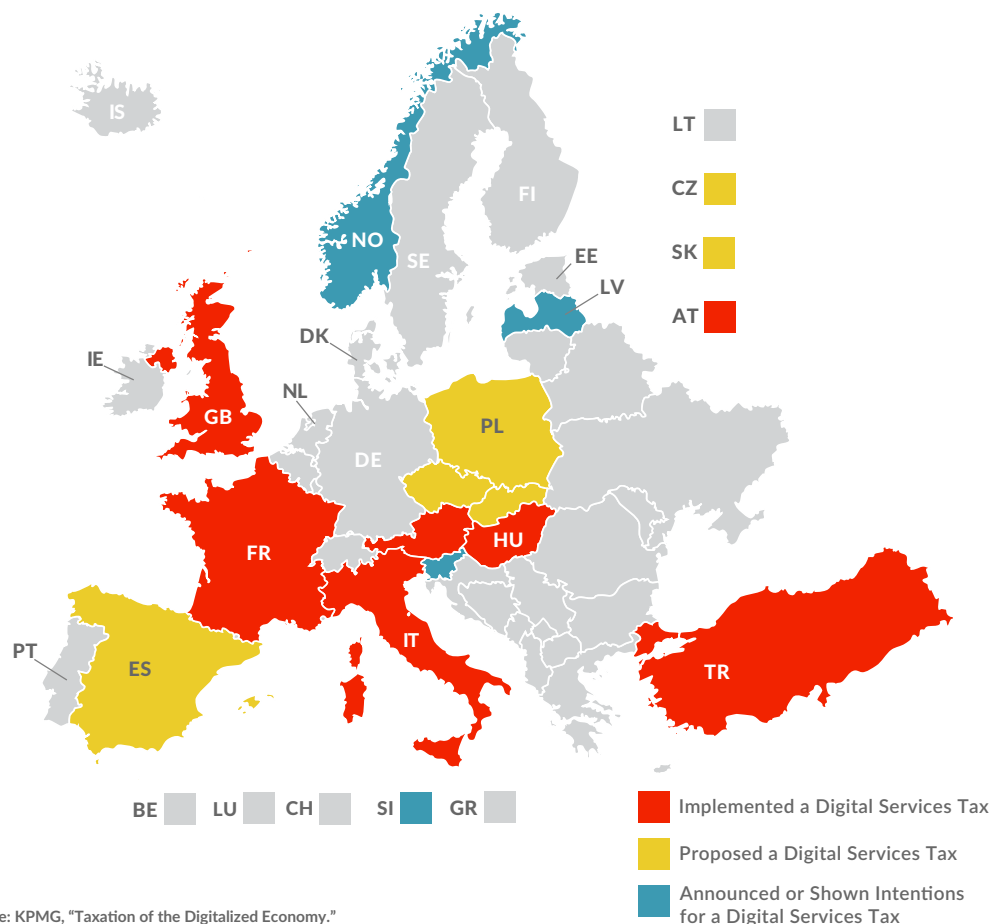 IS
LT
CZ
FI
NO
SK
SE
EE
LV
AT
DK
IE
NL
GB
PL
DE
HU
FR
IT
PT
ES
TR
BE LU CH SI GR
Implemented a Digital Services Tax
Proposed a Digital Services Tax
Announced or Shown Intentions
for a Digital Services Tax
e: KPMG, “Taxation of the Digitalized Economy.”